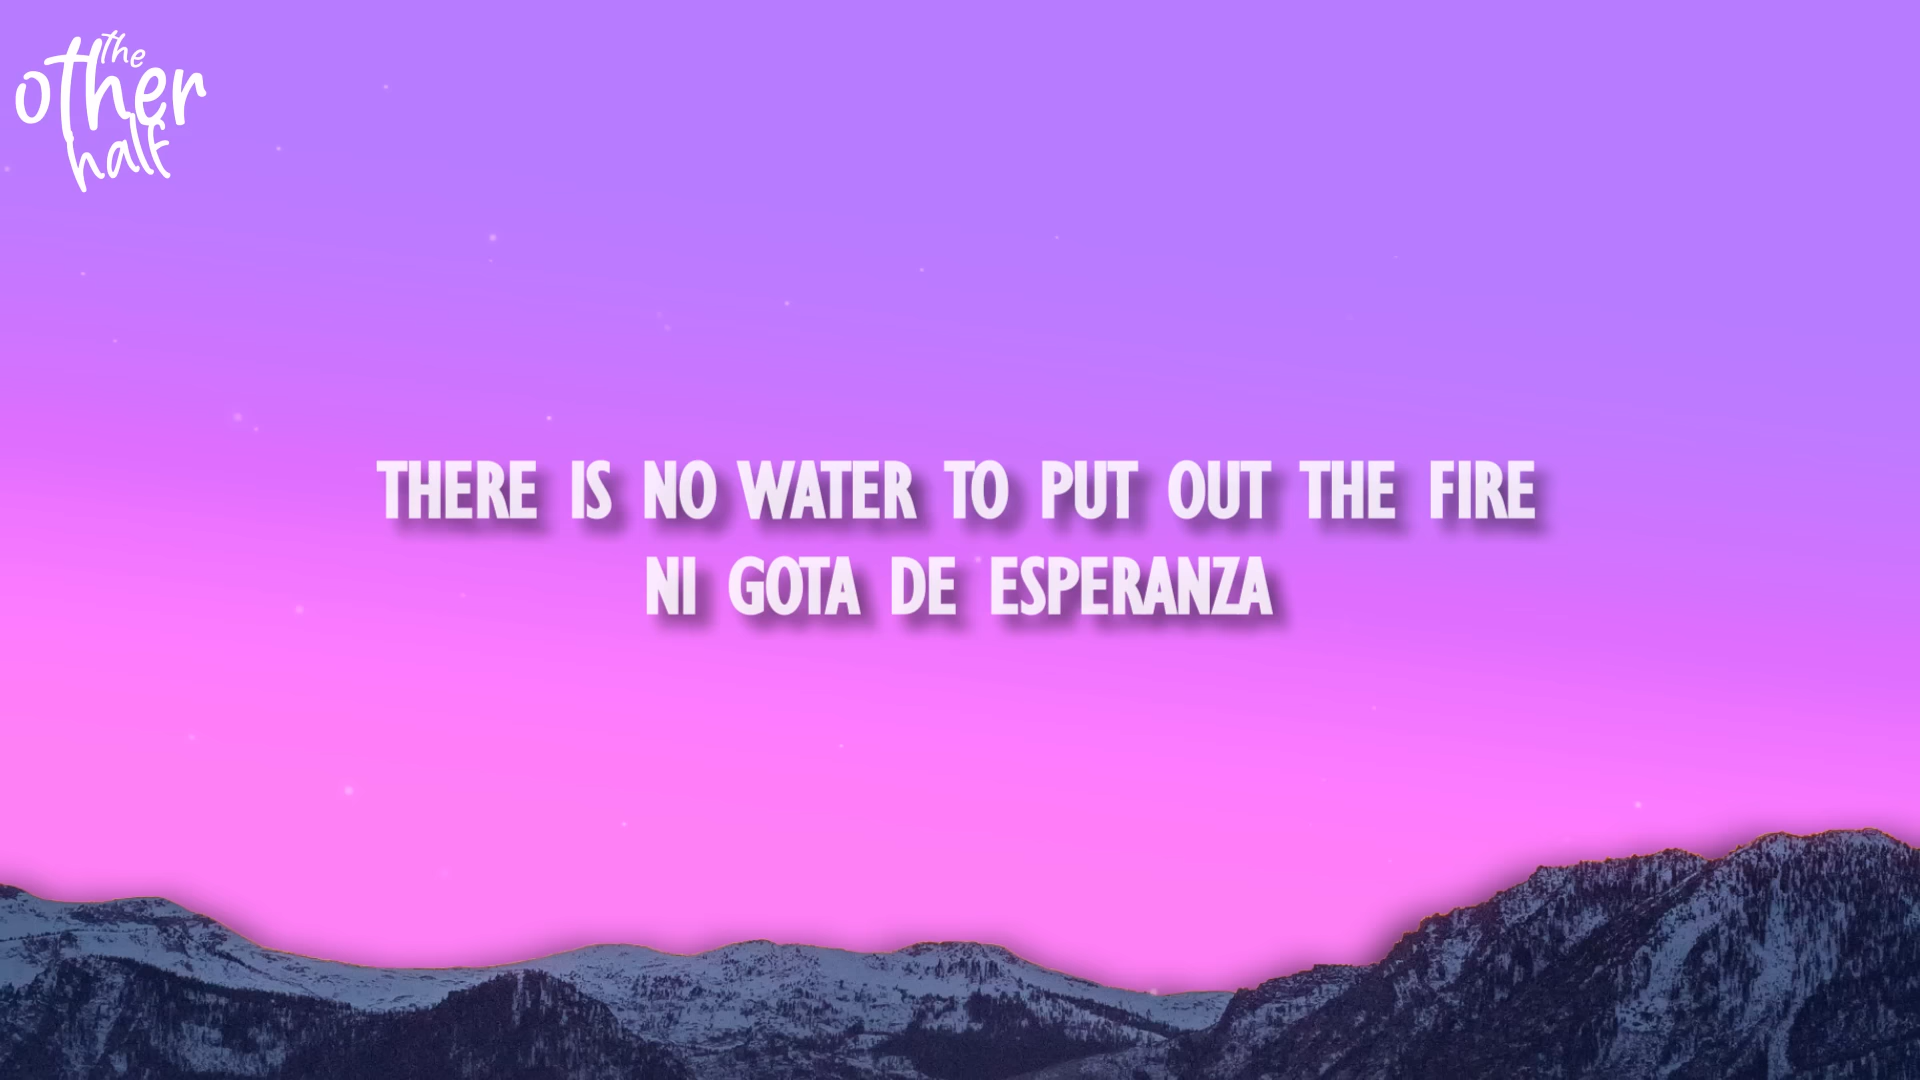 the
other
half
THERE IS NO WATER TO PUT OUT THE FIRE
NI GOTA DE ESPERANZA